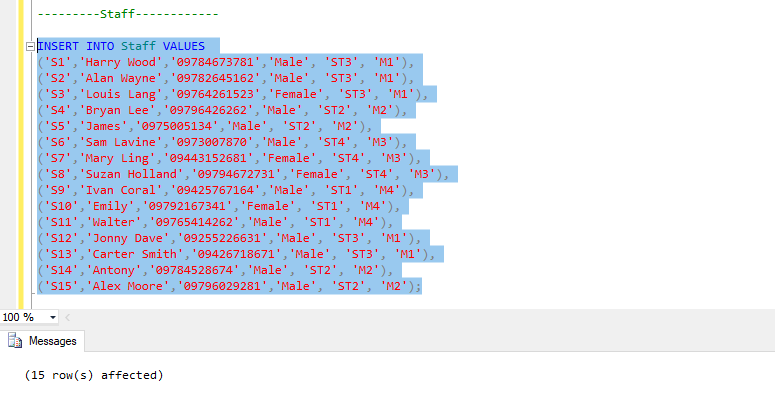 ---------Staff------------
INSERT INTO Staff VALUES
('S1','Harry Wood','09784673781','Male', 'ST3', 'M1'),
('S2','Alan Wayne','09782645162','Male', 'ST3', 'M1'),
('S3','Louis Lang','09764261523','Female', 'ST3', 'M1'),
('S4','Bryan Lee','09796426262','Male', 'ST2', 'M2'),
('S5','James','0975005134','Male', 'ST2', 'M2'),
('S6','Sam Lavine','0973007870','Male', 'ST4', 'M3'),
('S7','Mary Ling','09443152681','Female', 'ST4', 'M3'),
('S8','Suzan Holland','09794672731','Female', 'ST4', 'M3'),
('S9','Ivan Coral','09425767164','Male', 'ST1', 'M4'),
('S10','Emily','09792167341','Female', 'ST1', 'M4'),
('S11','Walter','09765414262','Male', 'ST1', 'M4'),
('S12','Jonny Dave','09255226631','Male', 'ST3', 'M1'),
('S13','Carter Smith','09426718671','Male', 'ST3', 'M1'),
('S14','Antony','09784528674','Male', 'ST2', 'M2'),
('S15','Alex Moore','09796029281','Male', 'ST2', 'M2');
100 %
Messages
(15 row(s) affected)